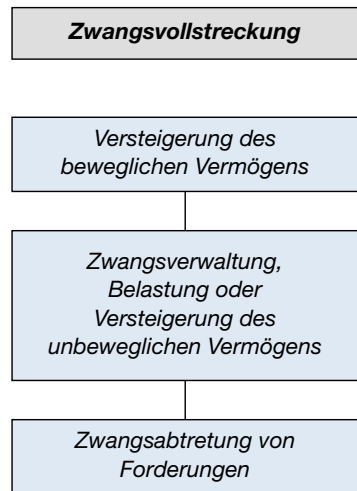 Zwangsvollstreckung
Versteigerung des
beweglichen Vermögens
Zwangsverwaltung,
Belastung oder
Versteigerung des
unbeweglichen Vermögens
Zwangsabtretung von
Forderungen